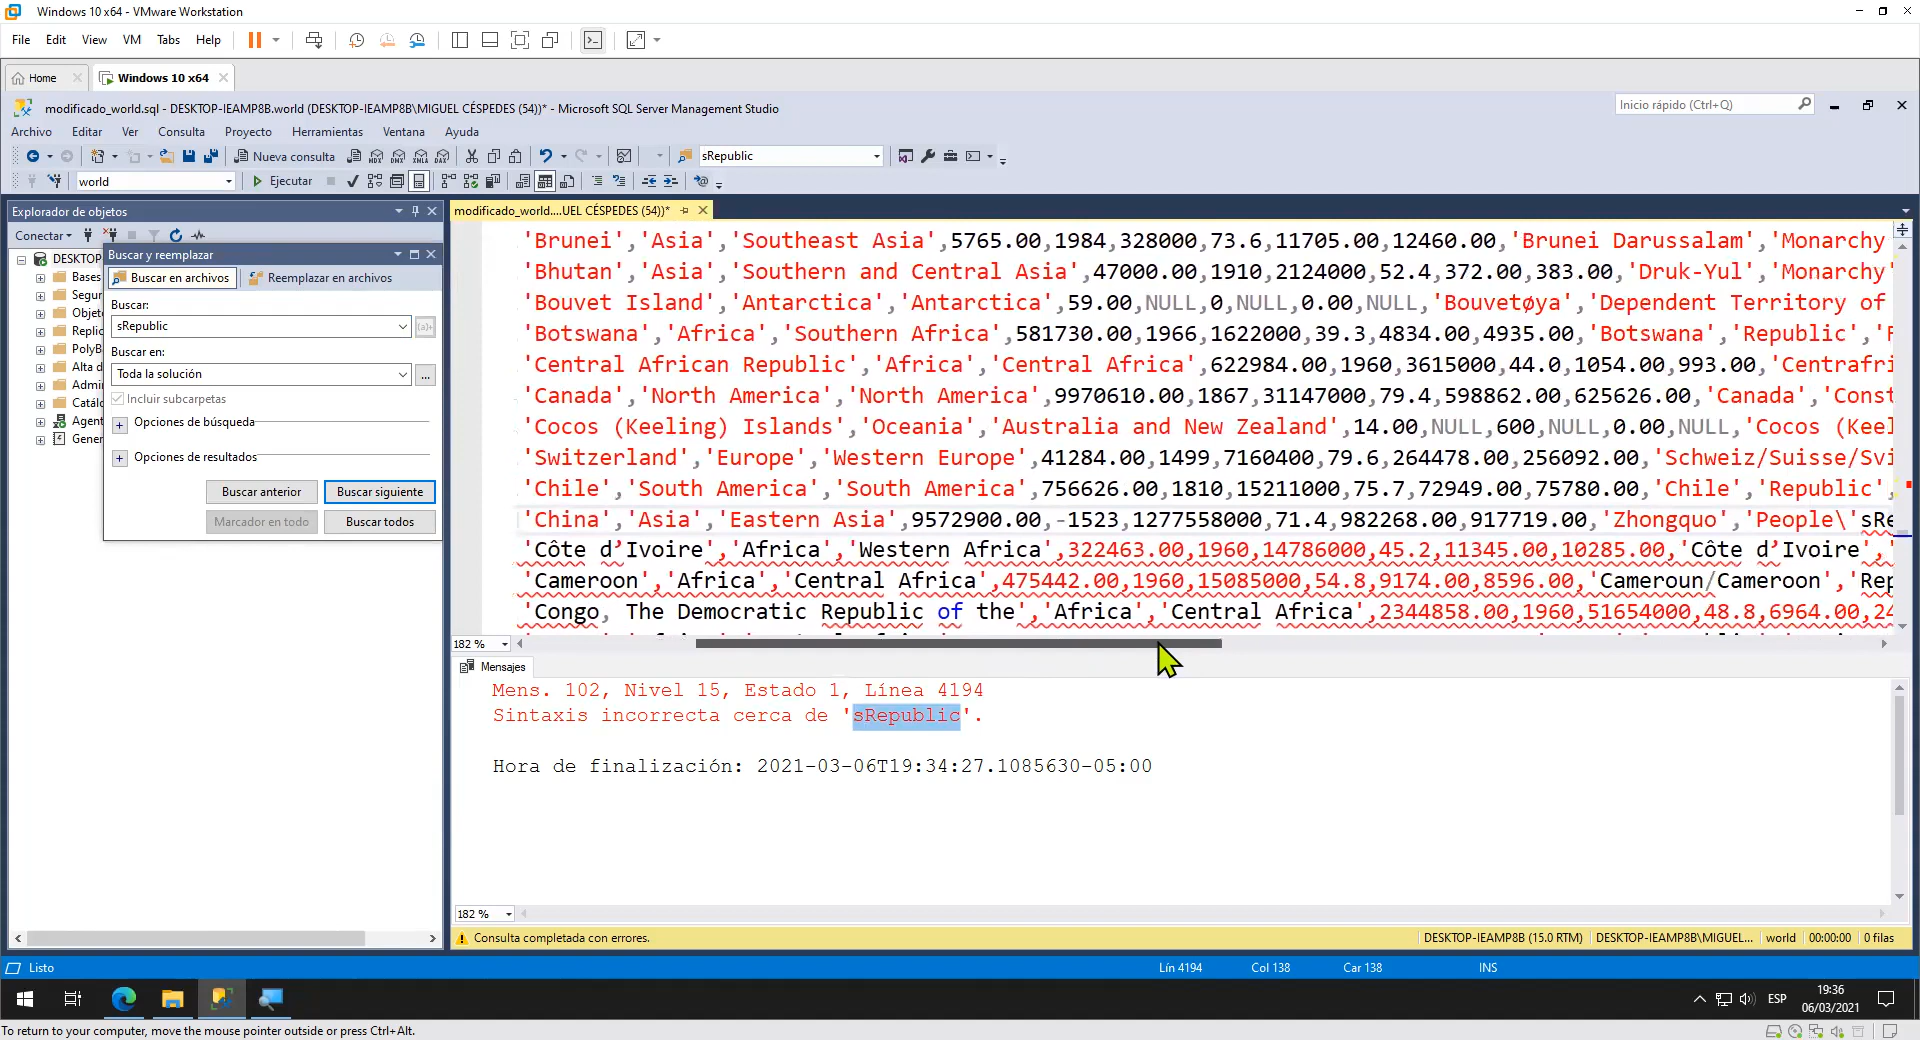 Windows 10 x64 - VMware Workstation
File Edit View VM Tabs Help
Home Windows 10 x64
modificado_world.sql - DESKTOP-IEAMP8B.world (DESKTOP-IEAMP8B\MIGUEL CÉSPEDES (54))* - Microsoft SQL Server Management Studio
Inicio rápido (Ctrl+Q)
Archivo Editar Ver Consulta Proyecto Herramientas Ventana Ayuda
Nueva consulta MDX DMX XMLA DAX sRepublic
world Ejecutar
Explorador de objetos
modificado_world....UEL CÉSPEDES (54))*
Conectar
DESKTOP
Bases
Segur
Objet
Replic
PolyB
Alta d
Admin
Catálo
Agent
Gener
Buscar y reemplazar
Buscar en archivos Reemplazar en archivos
Buscar:
sRepublic
(a)+
Buscar en:
Toda la solución
...
Incluir subcarpetas
Opciones de búsqueda
Opciones de resultados
Buscar anterior Buscar siguiente
Marcador en todo Buscar todos
'Brunei','Asia','Southeast Asia',5765.00,1984,328000,73.6,11705.00,12460.00,'Brunei Darussalam','Monarchy
'Bhutan','Asia','Southern and Central Asia',47000.00,1910,2124000,52.4,372.00,383.00,'Druk-Yul','Monarchy'
'Bouvet Island','Antarctica','Antarctica',59.00,NULL,0,NULL,0.00,NULL,'Bouvetøya','Dependent Territory of
'Botswana','Africa','Southern Africa',581730.00,1966,1622000,39.3,4834.00,4935.00,'Botswana','Republic','F
'Central African Republic','Africa','Central Africa',622984.00,1960,3615000,44.0,1054.00,993.00,'Centrafri
'Canada','North America','North America',9970610.00,1867,31147000,79.4,598862.00,625626.00,'Canada','Const
'Cocos (Keeling) Islands','Oceania','Australia and New Zealand',14.00,NULL,600,NULL,0.00,NULL,'Cocos (Keel
'Switzerland','Europe','Western Europe',41284.00,1499,7160400,79.6,264478.00,256092.00,'Schweiz/Suisse/Svi
'Chile','South America','South America',756626.00,1810,15211000,75.7,72949.00,75780.00,'Chile','Republic',
'China','Asia','Eastern Asia',9572900.00,-1523,1277558000,71.4,982268.00,917719.00,'Zhongquo','People\'sRe
'Côte d’Ivoire','Africa','Western Africa',322463.00,1960,14786000,45.2,11345.00,10285.00,'Côte d’Ivoire','
'Cameroon','Africa','Central Africa',475442.00,1960,15085000,54.8,9174.00,8596.00,'Cameroun/Cameroon','Rep
'Congo, The Democratic Republic of the','Africa','Central Africa',2344858.00,1960,51654000,48.8,6964.00,24
182 %
Mensajes
Mens. 102, Nivel 15, Estado 1, Línea 4194
Sintaxis incorrecta cerca de 'sRepublic'.
Hora de finalización: 2021-03-06T19:34:27.1085630-05:00
182 %
Consulta completada con errores. DESKTOP-IEAMP8B (15.0 RTM) DESKTOP-IEAMP8B\MIGUEL... world 00:00:00 0 filas
Listo Lín 4194 Col 138 Car 138 INS
ESP
19:36
06/03/2021
To return to your computer, move the mouse pointer outside or press Ctrl+Alt.